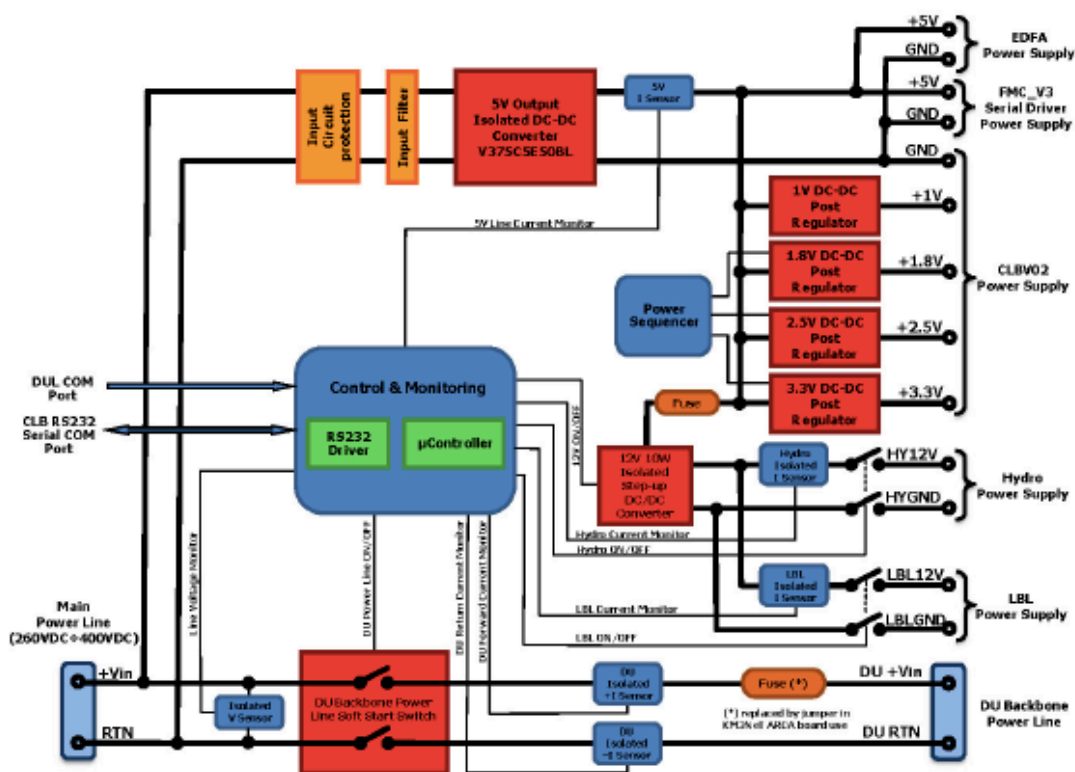 +5V
EDFA
Power Supply
GND
5V
I Sensor
+5V
FMC_V3
Serial Driver
Power Supply
GND
Input
Circuit
protection
Input Filter
5V Output
Isolated DC-DC
Converter
V375C5E50BL
GND
1V DC-DC
Post
Regulator
+1V
5V Line Current Monitor
1.8V DC-DC
Post
Regulator
+1.8V
CLBV02
Power Supply
Power
Sequencer
2.5V DC-DC
Post
Regulator
+2.5V
3.3V DC-DC
Post
Regulator
+3.3V
Fuse
DUL COM
Port
Control & Monitoring
CLB RS232
Serial COM
Port
RS232
Driver
µController
12V ON/OFF
12V 10W
Isolated
Step-up
DC/DC
Converter
Hydro
Isolated
I Sensor
HY12V
HYGND
Hydro
Power Supply
Hydro Current Monitor
Hydro ON/OFF
LBL
Isolated
I Sensor
LBL12V
LBLGND
LBL
Power Supply
LBL Current Monitor
LBL ON/OFF
Line Voltage Monitor
DU Power Line ON/OFF
DU Return Current Monitor
DU Forward Current Monitor
Main
Power Line
(260VDC÷400VDC)
+Vin
RTN
Isolated
V Sensor
DU Backbone Power
Line Soft Start Switch
DU
Isolated
+I Sensor
Fuse (*)
DU +Vin
(*) replaced by jumper in
KM3NeT ARCA board use
DU
Isolated
-I Sensor
DU RTN
DU Backbone
Power Line